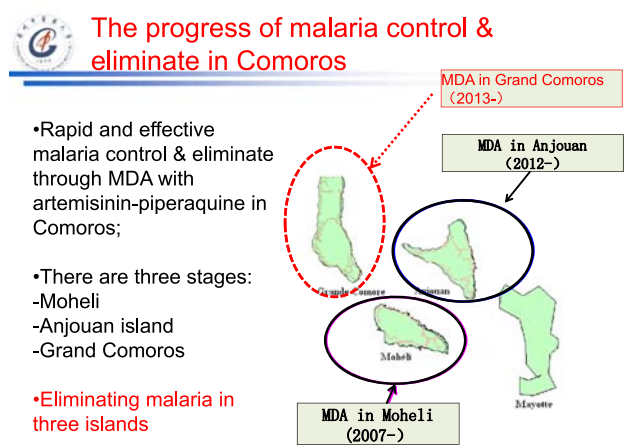 The progress of malaria control &
eliminate in Comoros
MDA in Grand Comoros
（2013-）
MDA in Anjouan
(2012-)
•Rapid and effective
malaria control & eliminate
through MDA with
artemisinin-piperaquine in
Comoros;
•There are three stages:
-Moheli
-Anjouan island
-Grand Comoros
•Eliminating malaria in
three islands
Grande Comore
Anjouan
Moheli
Mayotte
MDA in Moheli
(2007-)